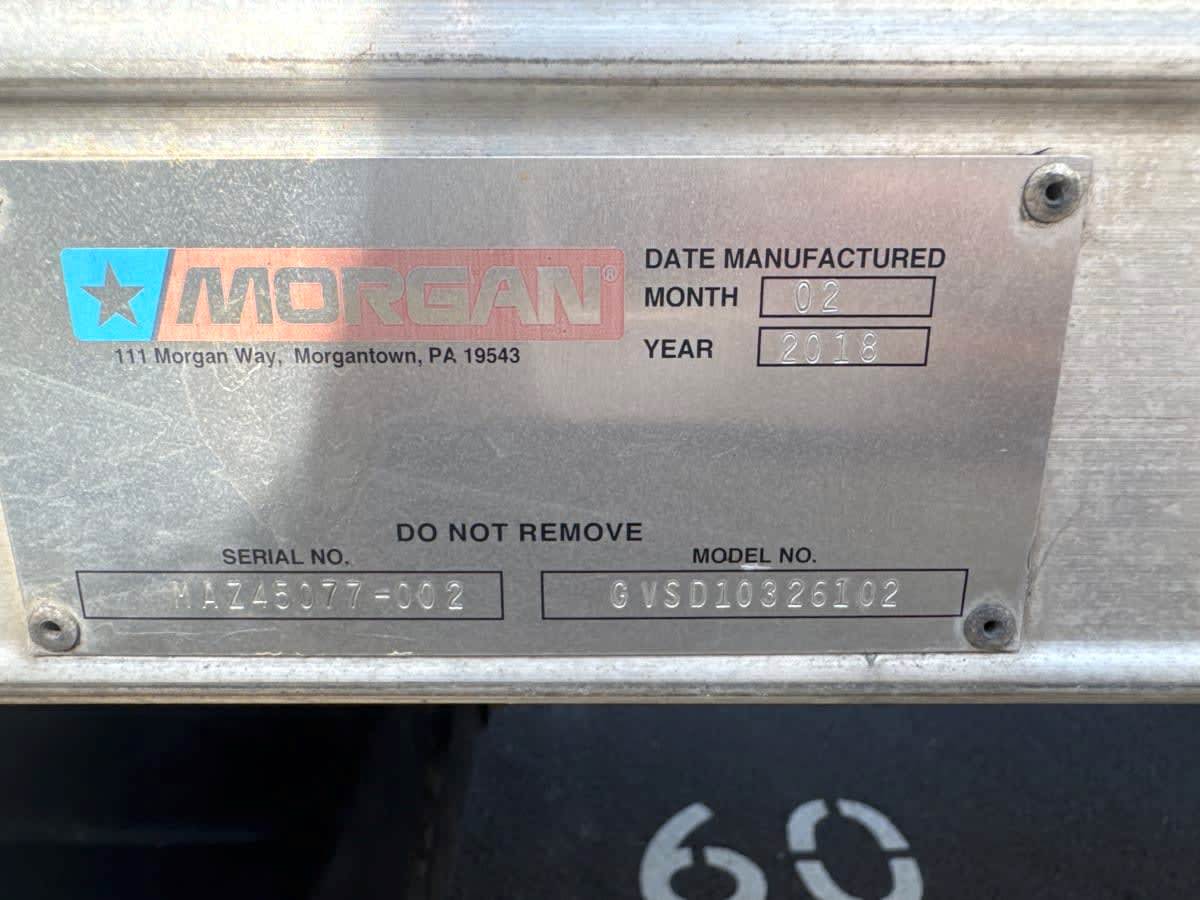 MORGAN®
111 Morgan Way, Morgantown, PA 19543
DATE MANUFACTURED
MONTH 02
YEAR 2018
DO NOT REMOVE
SERIAL NO.
MAZ45077-002
MODEL NO.
GVSD10326102
60